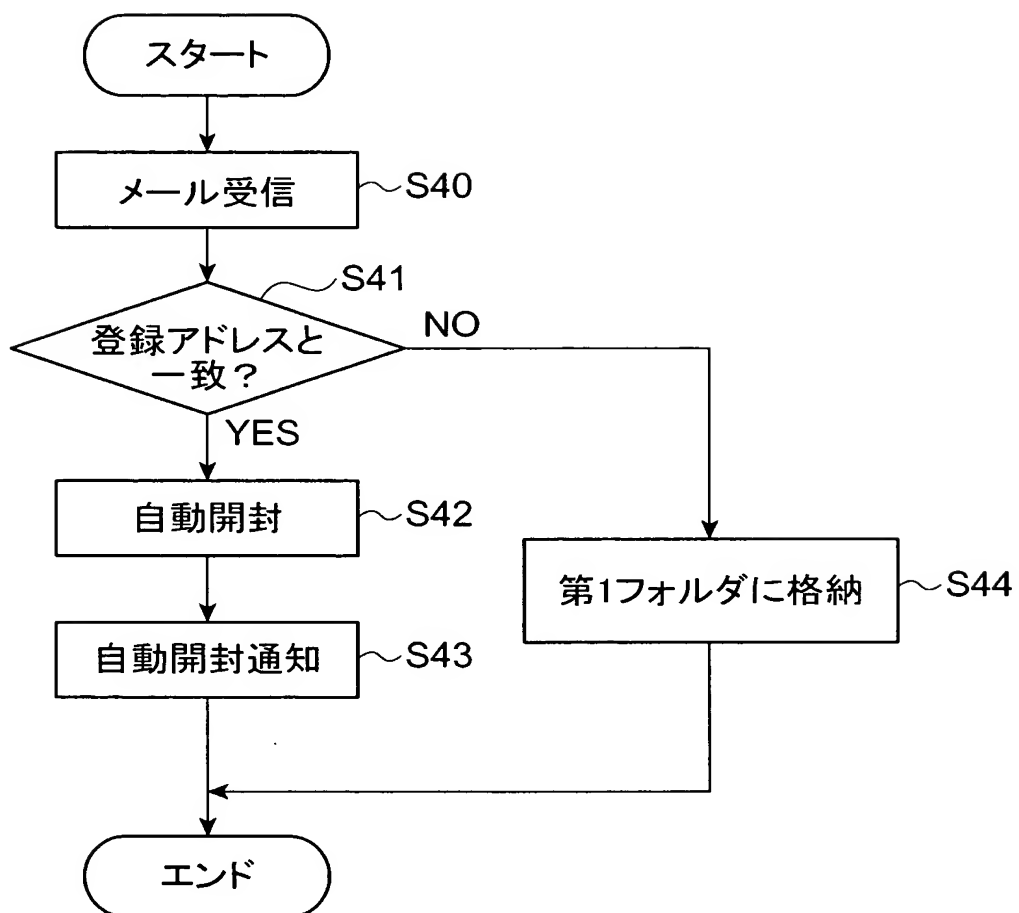 スタート
メール受信
S40
S41
登録アドレスと
一致?
NO
YES
自動開封
S42
第1フォルダに格納
S44
自動開封通知
S43
エンド